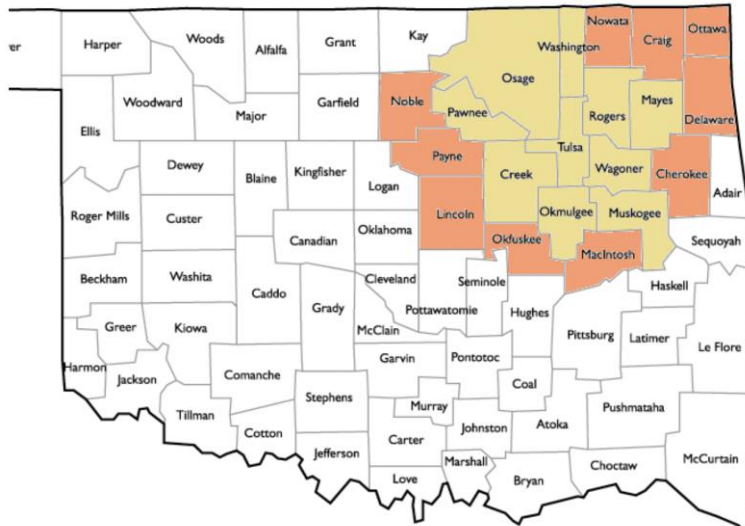 ver
Harper
Woods
Alfalfa
Grant
Kay
Nowata
Craig
Ottawa
Washington
Osage
Woodward
Major
Garfield
Noble
Pawnee
Rogers
Mayes
Delaware
Ellis
Tulsa
Dewey
Blaine
Kingfisher
Logan
Payne
Creek
Wagoner
Cherokee
Adair
Roger Mills
Custer
Canadian
Oklahoma
Lincoln
Okmulgee
Muskogee
Okfuskee
MacIntosh
Sequoyah
Beckham
Washita
Caddo
Grady
Cleveland
Seminole
Haskell
Pottawatomie
Hughes
Greer
Kiowa
McClain
Pittsburg
Latimer
Le Flore
Harmon
Jackson
Comanche
Garvin
Pontotoc
Coal
Tillman
Stephens
Murray
Pushmataha
Cotton
Carter
Johnston
Atoka
Jefferson
Love
Marshall
Bryan
Choctaw
McCurtain